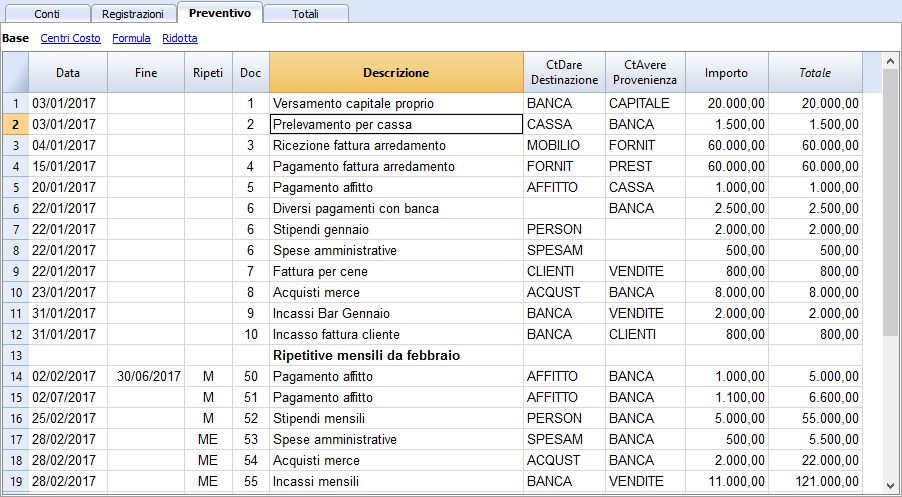 Conti Registrazioni Preventivo Totali
Base Centri Costo Formula Ridotta
Data Fine Ripeti Doc Descrizione CtDare Destinazione CtAvere Provenienza Importo Totale
1 03/01/2017 1 Versamento capitale proprio BANCA CAPITALE 20.000,00 20.000,00
2 03/01/2017 2 Prelevamento per cassa CASSA BANCA 1.500,00 1.500,00
3 04/01/2017 3 Ricezione fattura arredamento MOBILIO FORNIT 60.000,00 60.000,00
4 15/01/2017 4 Pagamento fattura arredamento FORNIT PREST 60.000,00 60.000,00
5 20/01/2017 5 Pagamento affitto AFFITTO CASSA 1.000,00 1.000,00
6 22/01/2017 6 Diversi pagamenti con banca BANCA 2.500,00 2.500,00
7 22/01/2017 6 Stipendi gennaio PERSON 2.000,00 2.000,00
8 22/01/2017 6 Spese amministrative SPESAM 500,00 500,00
9 22/01/2017 7 Fattura per cene CLIENTI VENDITE 800,00 800,00
10 23/01/2017 8 Acquisti merce ACQUST BANCA 8.000,00 8.000,00
11 31/01/2017 9 Incassi Bar Gennaio BANCA VENDITE 2.000,00 2.000,00
12 31/01/2017 10 Incasso fattura cliente BANCA CLIENTI 800,00 800,00
13 Ripetitive mensili da febbraio
14 02/02/2017 30/06/2017 M 50 Pagamento affitto AFFITTO BANCA 1.000,00 5.000,00
15 02/07/2017 M 51 Pagamento affitto AFFITTO BANCA 1.100,00 6.600,00
16 25/02/2017 M 52 Stipendi mensili PERSON BANCA 5.000,00 55.000,00
17 28/02/2017 ME 53 Spese amministrative SPESAM BANCA 500,00 5.500,00
18 28/02/2017 ME 54 Acquisti merce ACQUST BANCA 2.000,00 22.000,00
19 28/02/2017 ME 55 Incassi mensili BANCA VENDITE 11.000,00 121.000,00